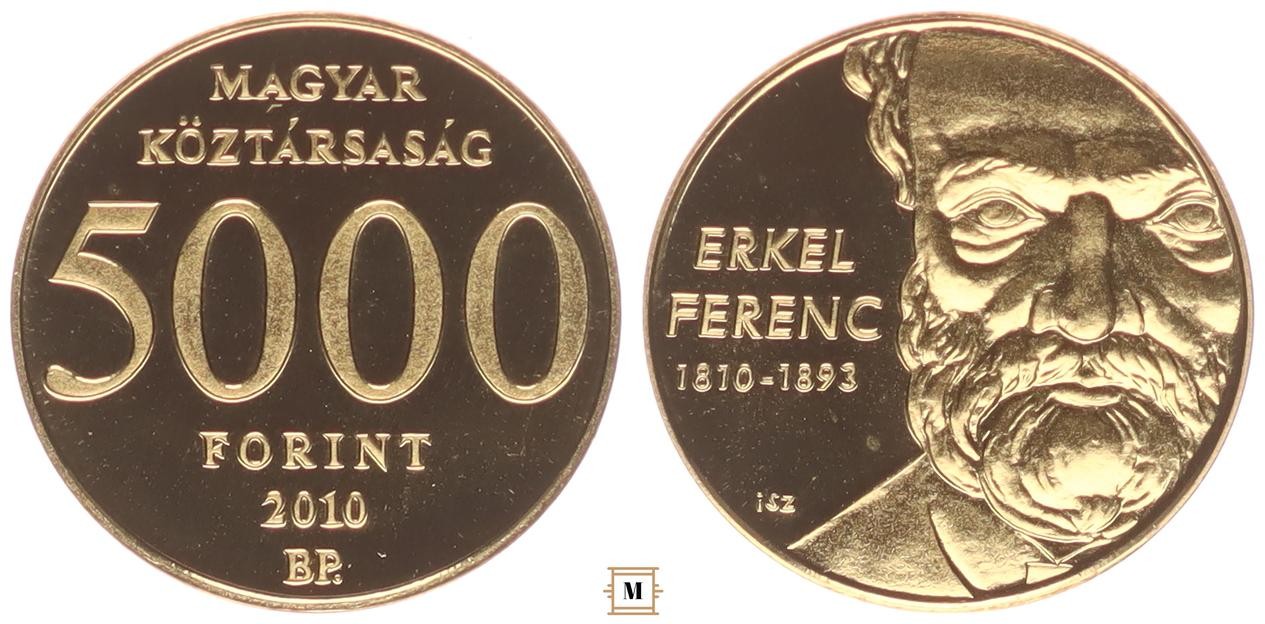 MAGYAR
KÖZTÁRSASÁG
5000
FORINT
2010
BP.
ERKEL
FERENC
1810-1893
iSZ
M